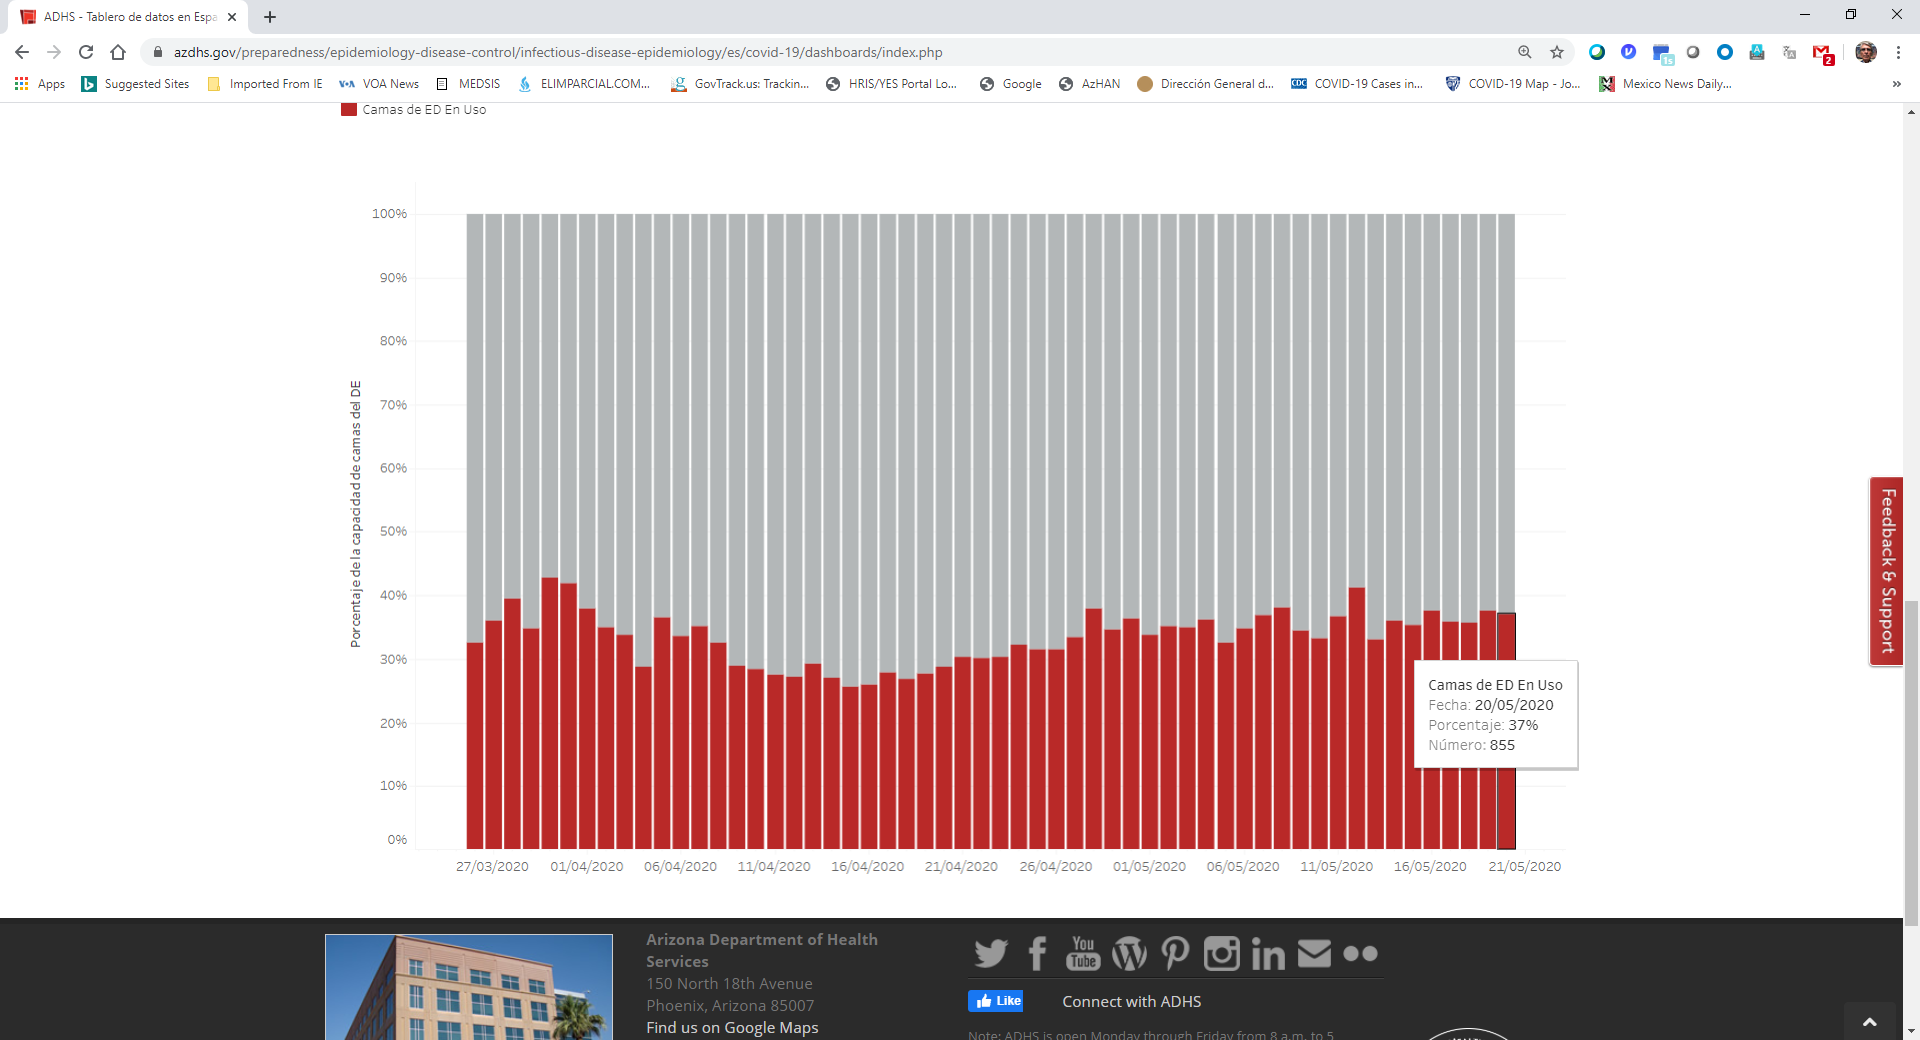 ADHS - Tablero de datos en Espa
azdhs.gov/preparedness/epidemiology-disease-control/infectious-disease-epidemiology/es/covid-19/dashboards/index.php
1s
2
Apps
Suggested Sites
Imported From IE
VOA
VOA News
MEDSIS
ELIMPARCIAL.COM...
GovTrack.us: Trackin...
HRIS/YES Portal Lo...
Google
AzHAN
Dirección General d...
CDC
COVID-19 Cases in...
COVID-19 Map - Jo...
Mexico News Daily...
Camas de ED En Uso
Porcentaje de la capacidad de camas del DE
100%
90%
80%
70%
60%
50%
40%
30%
20%
10%
0%
Camas de ED En Uso
Fecha: 20/05/2020
Porcentaje: 37%
Número: 855
27/03/2020 01/04/2020 06/04/2020 11/04/2020 16/04/2020 21/04/2020 26/04/2020 01/05/2020 06/05/2020 11/05/2020 16/05/2020 21/05/2020
Feedback & Support
Arizona Department of Health
Services
150 North 18th Avenue
Phoenix, Arizona 85007
Find us on Google Maps
You
Tube
Like
Connect with ADHS
Note: ADHS is open Monday through Friday from 8 a.m. to 5